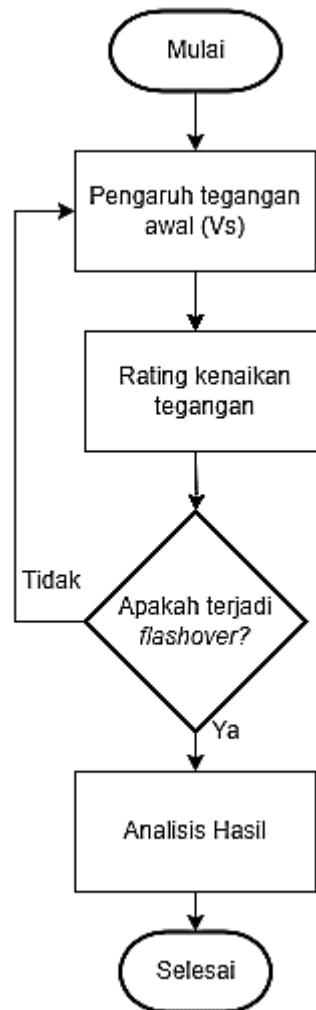 Mulai
Pengaruh tegangan
awal (Vs)
Rating kenaikan
tegangan
Tidak
Apakah terjadi
flashover?
Ya
Analisis Hasil
Selesai